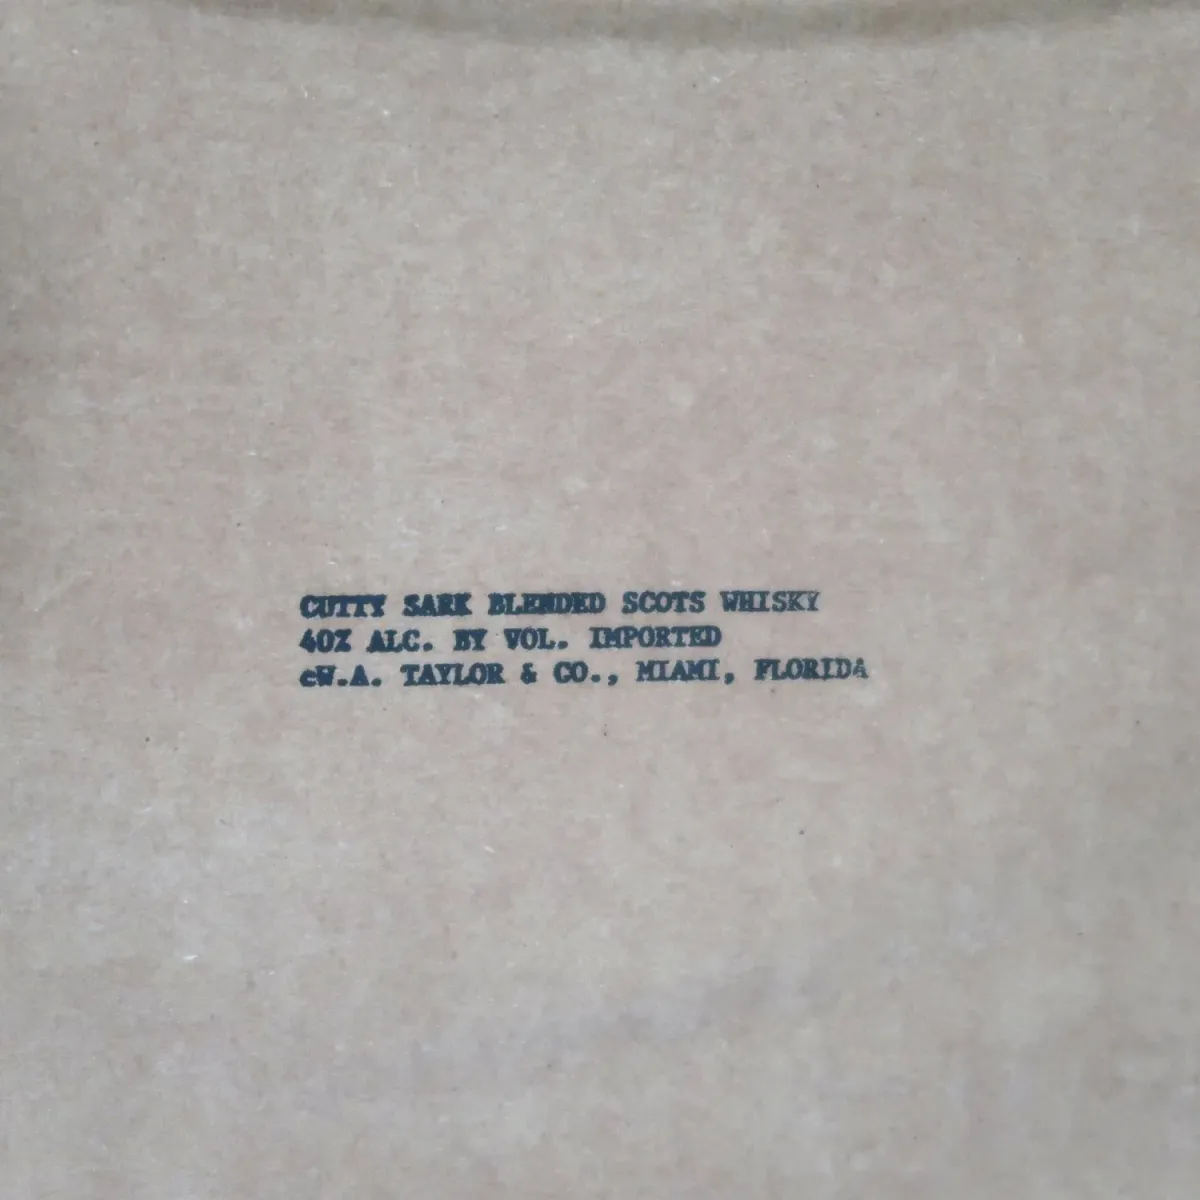 CUTTY SARK BLENDED SCOTS WHISKY
40% ALC. BY VOL. IMPORTED
cW.A. TAYLOR & CO., MIAMI, FLORIDA